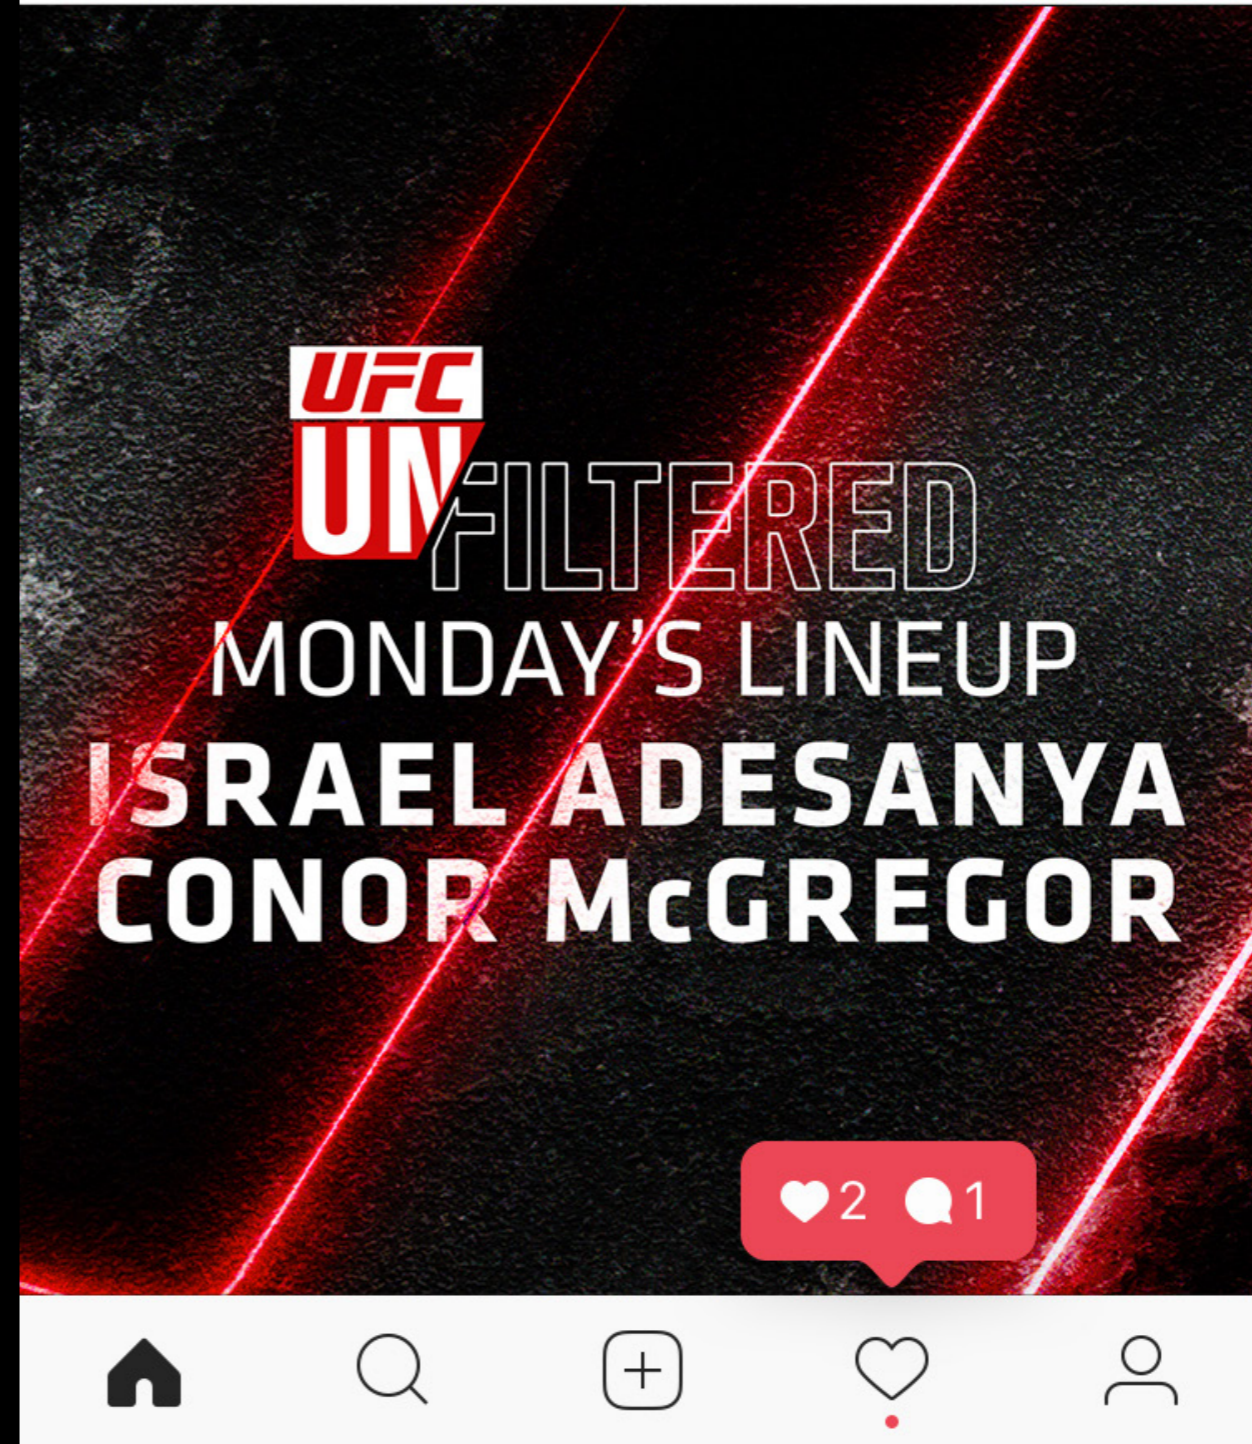 UFC
UNFILTERED
MONDAY'S LINEUP
ISRAEL ADESANYA
CONOR McGREGOR
2 1